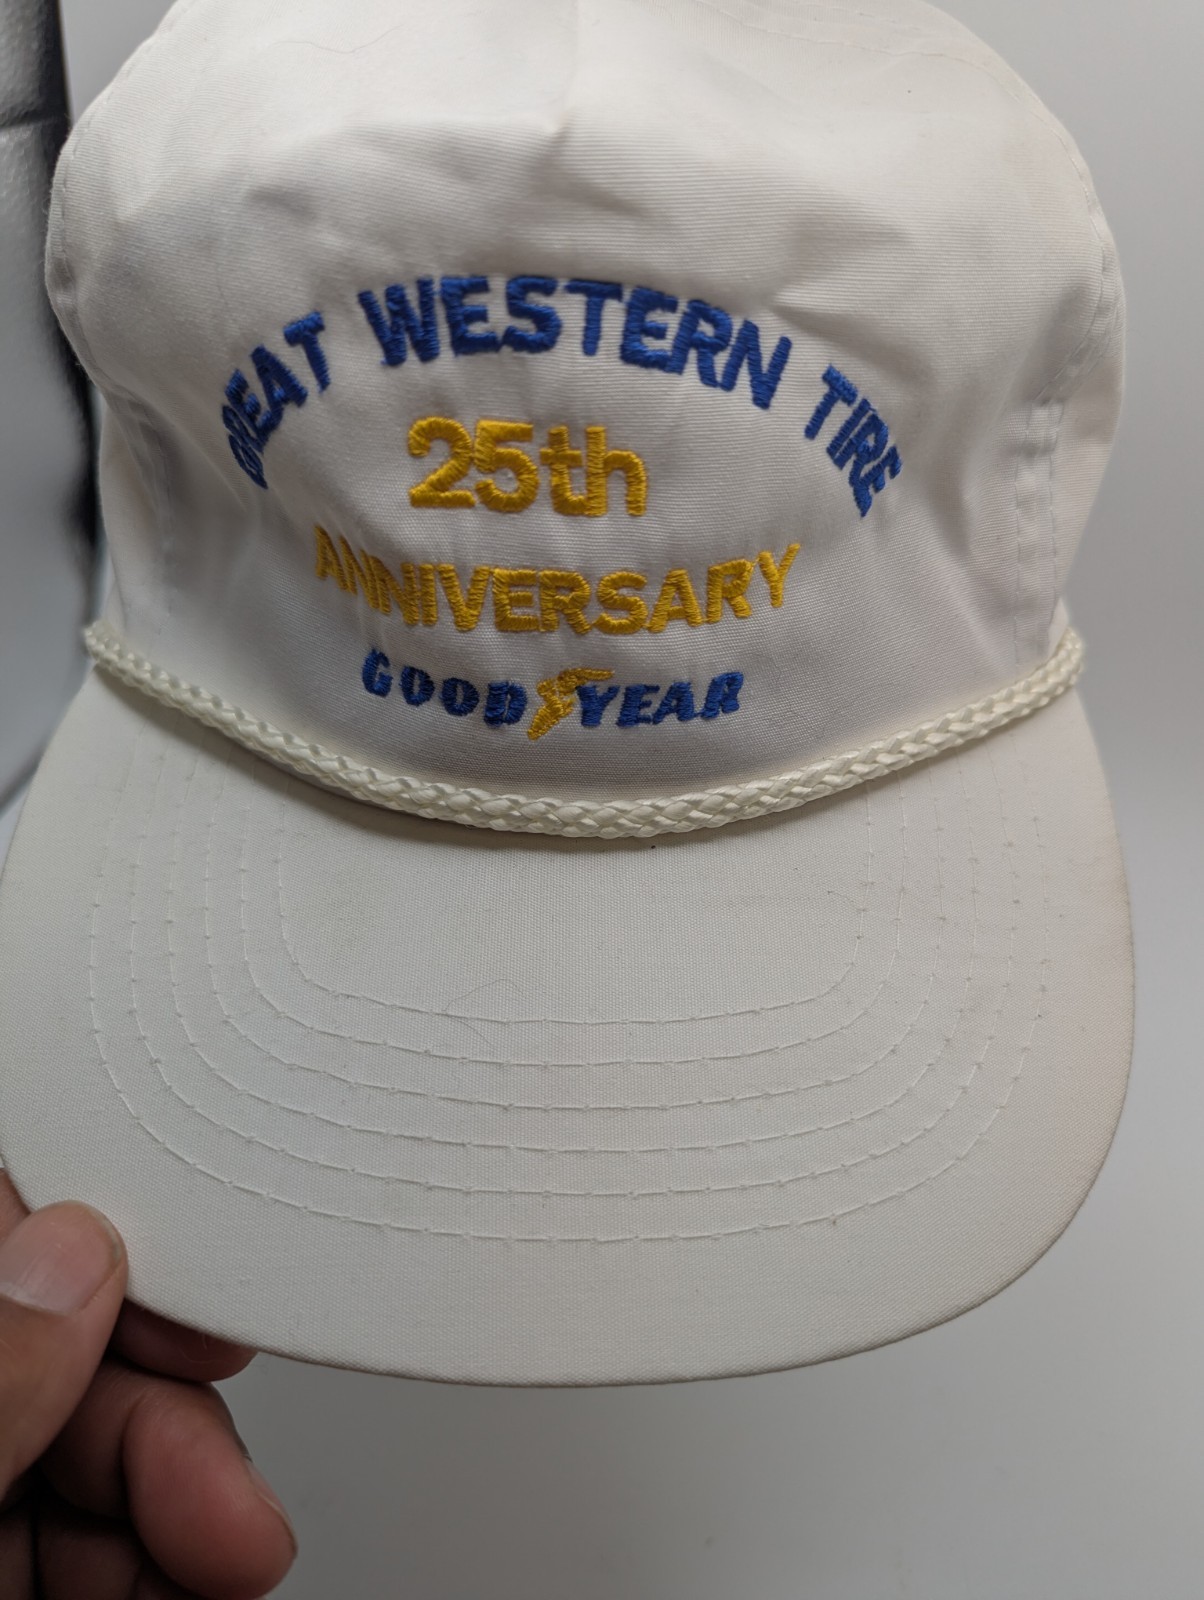 GREAT WESTERN TIRE
25th
ANNIVERSARY
GOODYEAR